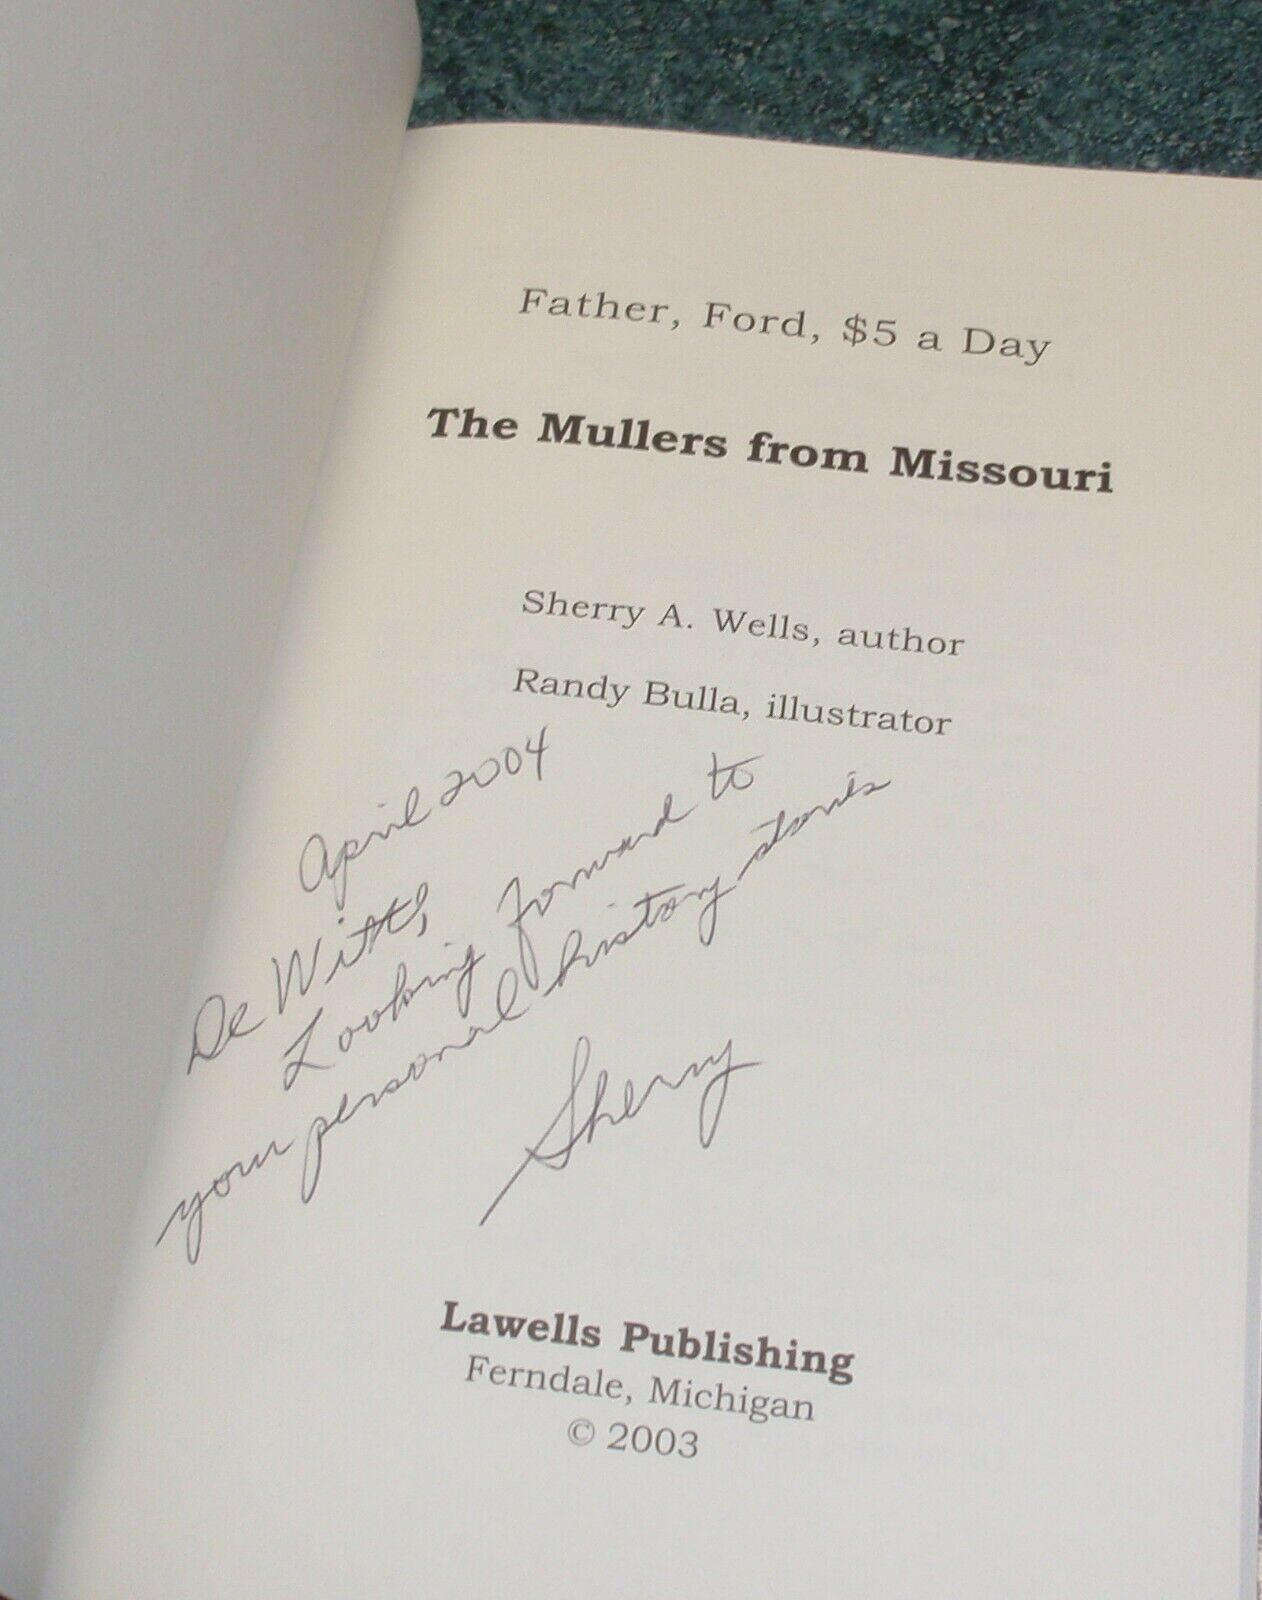 Father, Ford, $5 a Day
The Mullers from Missouri
Sherry A. Wells, author
Randy Bulla, illustrator
April 2004
De Witts,
Looking forward to
your personal history stories
Sherry
Lawells Publishing
Ferndale, Michigan
© 2003